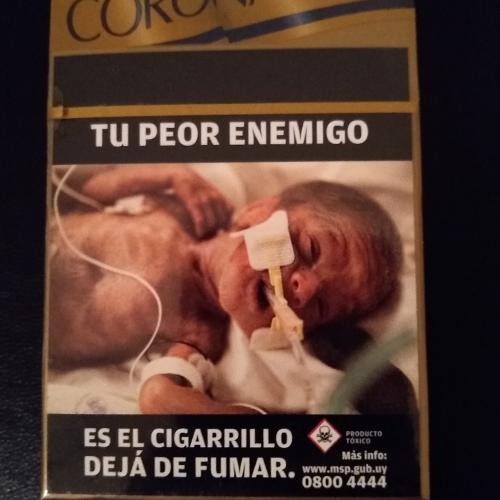 TU PEOR ENEMIGO
ES EL CIGARRILLO
DEJÁ DE FUMAR.
PRODUCTO
TÓXICO
Más info:
www.msp.gub.uy
0800 4444